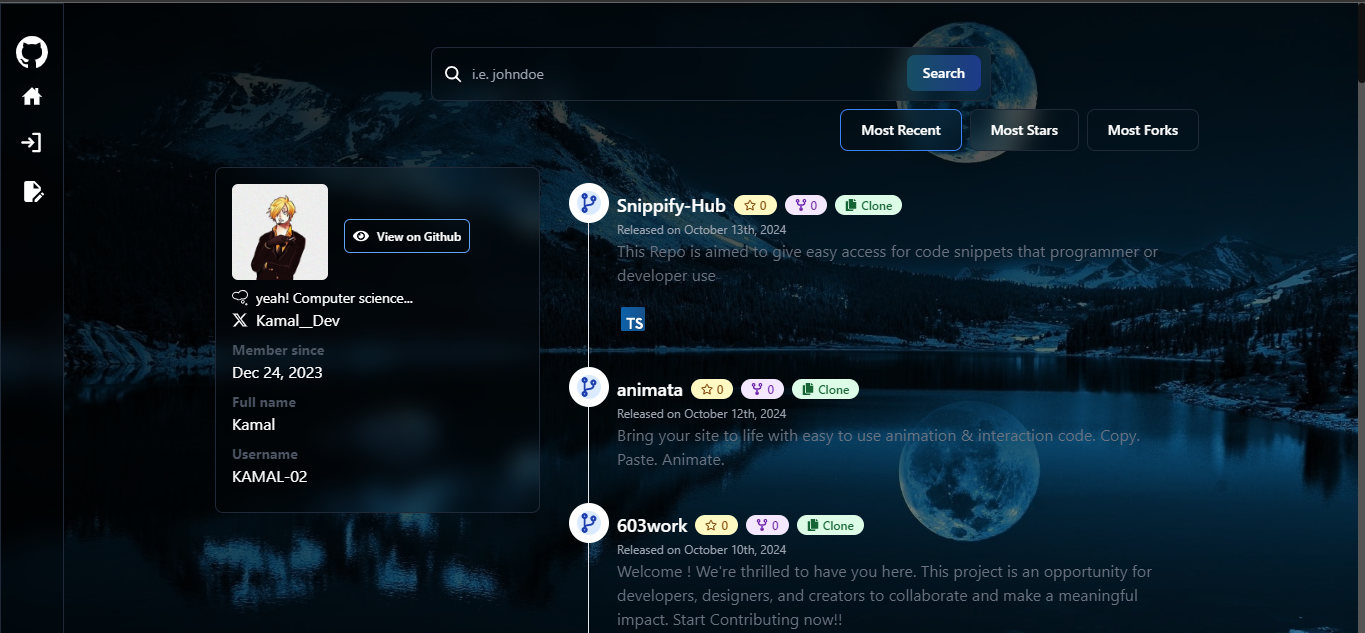 i.e. johndoe
Search
Most Recent
Most Stars
Most Forks
View on Github
yeah! Computer science...
Kamal__Dev
Member since
Dec 24, 2023
Full name
Kamal
Username
KAMAL-02
Snippify-Hub 0 0 Clone
Released on October 13th, 2024
This Repo is aimed to give easy access for code snippets that programmer or
developer use
TS
animata 0 0 Clone
Released on October 12th, 2024
Bring your site to life with easy to use animation & interaction code. Copy.
Paste. Animate.
603work 0 0 Clone
Released on October 10th, 2024
Welcome ! We're thrilled to have you here. This project is an opportunity for
developers, designers, and creators to collaborate and make a meaningful
impact. Start Contributing now!!